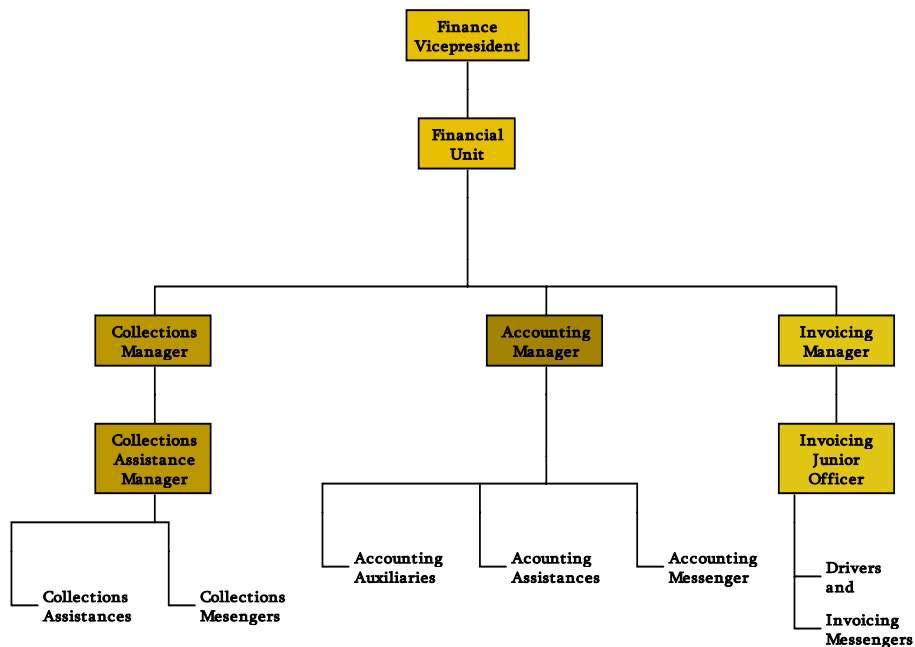 Finance
Vicepresident
Financial
Unit
Collections
Manager
Accounting
Manager
Invoicing
Manager
Collections
Assistance
Manager
Invoicing
Junior
Officer
Collections
Assistances
Collections
Mesengers
Accounting
Auxiliaries
Acounting
Assistances
Accounting
Messenger
Drivers
and
Invoicing
Messengers